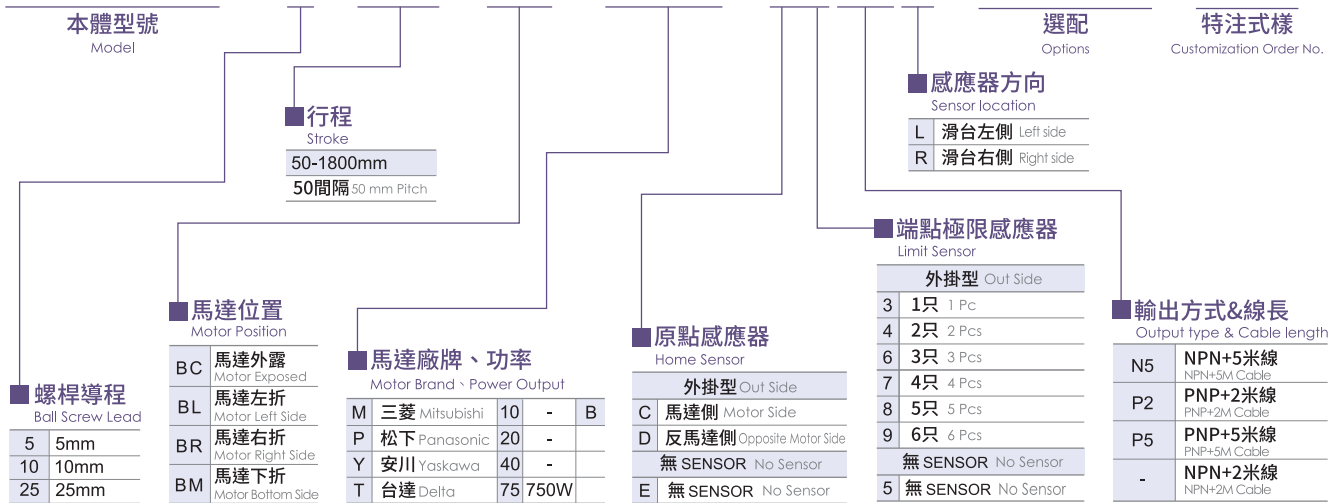 本體型號
Model
選配
Options
特注式樣
Customization Order No.
感應器方向
Sensor location
L 滑台左側 Left side
R 滑台右側 Right side
行程
Stroke
50-1800mm
50間隔 50 mm Pitch
端點極限感應器
Limit Sensor
外掛型 Out Side
3 1只 1 Pc
4 2只 2 Pcs
6 3只 3 Pcs
7 4只 4 Pcs
8 5只 5 Pcs
9 6只 6 Pcs
無 SENSOR No Sensor
5 無 SENSOR No Sensor
馬達位置
Motor Position
BC 馬達外露
Motor Exposed
BL 馬達左折
Motor Left Side
BR 馬達右折
Motor Right Side
BM 馬達下折
Motor Bottom Side
輸出方式&線長
Output type & Cable length
N5 NPN+5米線
NPN+5M Cable
P2 PNP+2米線
PNP+2M Cable
P5 PNP+5米線
PNP+5M Cable
- NPN+2米線
NPN+2M Cable
原點感應器
Home Sensor
外掛型 Out Side
C 馬達側 Motor Side
D 反馬達側 Opposite Motor Side
無 SENSOR No Sensor
E 無 SENSOR No Sensor
馬達廠牌、功率
Motor Brand、Power Output
M 三菱 Mitsubishi 10 - B
P 松下 Panasonic 20 -
Y 安川 Yaskawa 40 -
T 台達 Delta 75 750W
螺桿導程
Ball Screw Lead
5 5mm
10 10mm
25 25mm